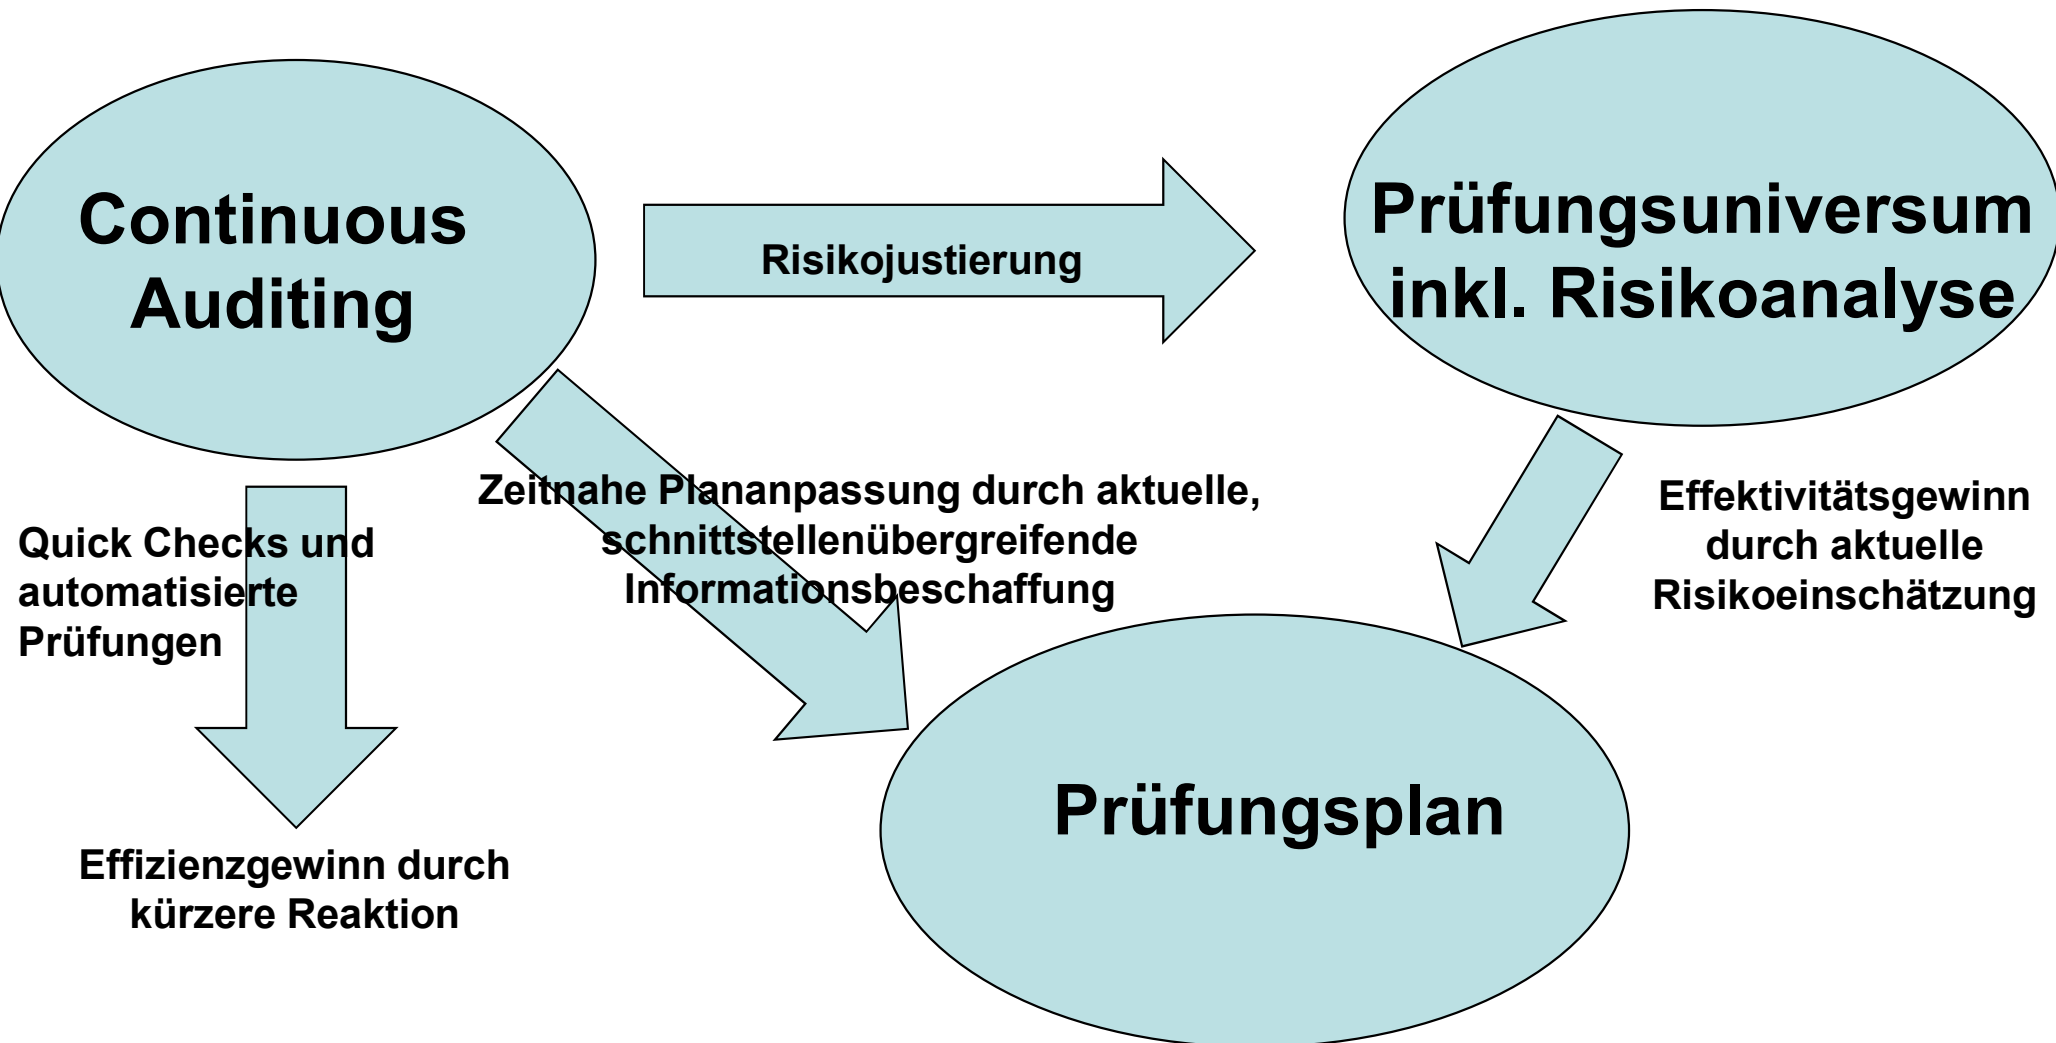 Continuous
Auditing
Risikojustierung
Prüfungsuniversum
inkl. Risikoanalyse
Quick Checks und
automatisierte
Prüfungen
Zeitnahe Plananpassung durch aktuelle,
schnittstellenübergreifende
Informationsbeschaffung
Effektivitätsgewinn
durch aktuelle
Risikoeinschätzung
Prüfungsplan
Effizienzgewinn durch
kürzere Reaktion